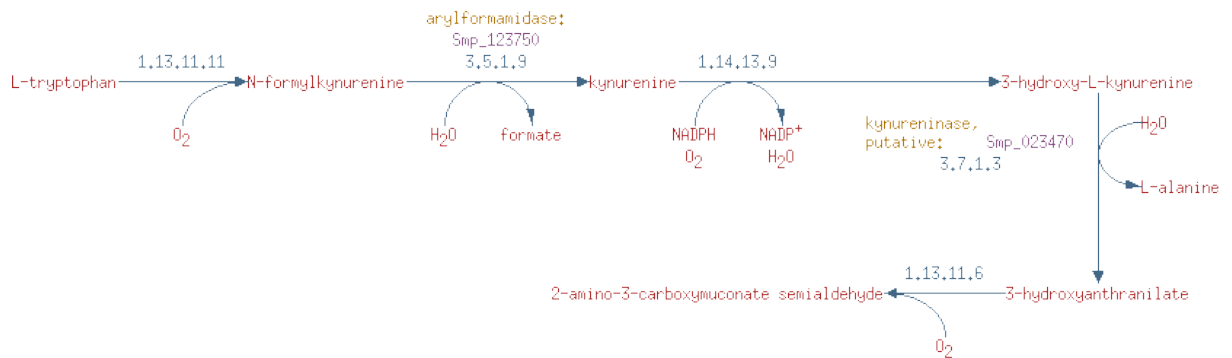 arylformamidase:
Smp_123750
1.13.11.11 3.5.1.9 1.14.13.9
L-tryptophan N-formylkynurenine kynurenine 3-hydroxy-L-kynurenine
O2 H2O formate NADPH NADP+ H2O
O2 H2O
kynureninase,
putative: Smp_023470
3.7.1.3
L-alanine
1.13.11.6
2-amino-3-carboxymuconate semialdehyde 3-hydroxyanthranilate
O2